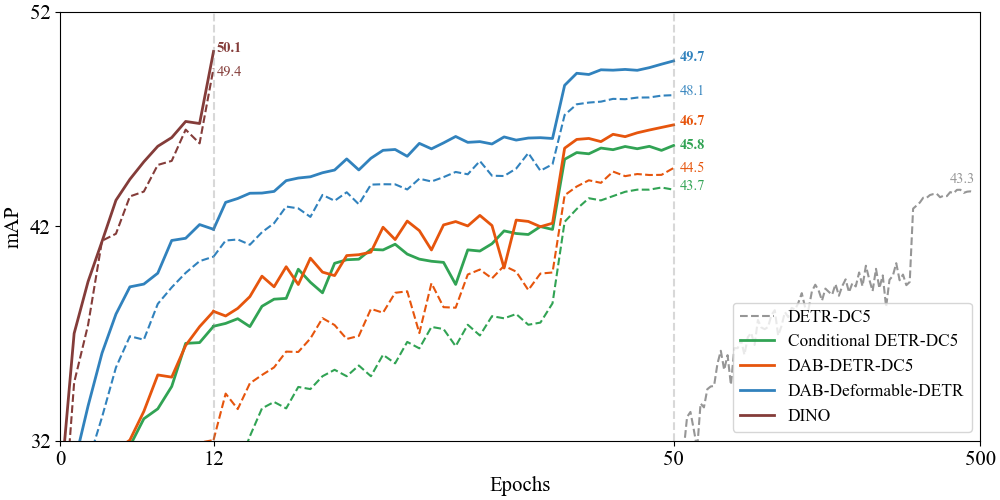 52
50.1
49.4
49.7
48.1
46.7
45.8
44.5
43.7
43.3
42
mAP
DETR-DC5
Conditional DETR-DC5
DAB-DETR-DC5
DAB-Deformable-DETR
DINO
32
0
12
50
500
Epochs